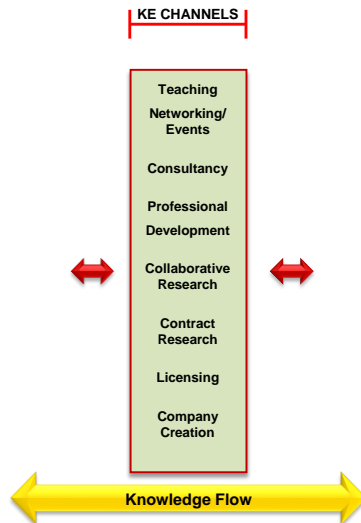 KE CHANNELS
Teaching
Networking/
Events
Consultancy
Professional
Development
Collaborative
Research
Contract
Research
Licensing
Company
Creation
Knowledge Flow